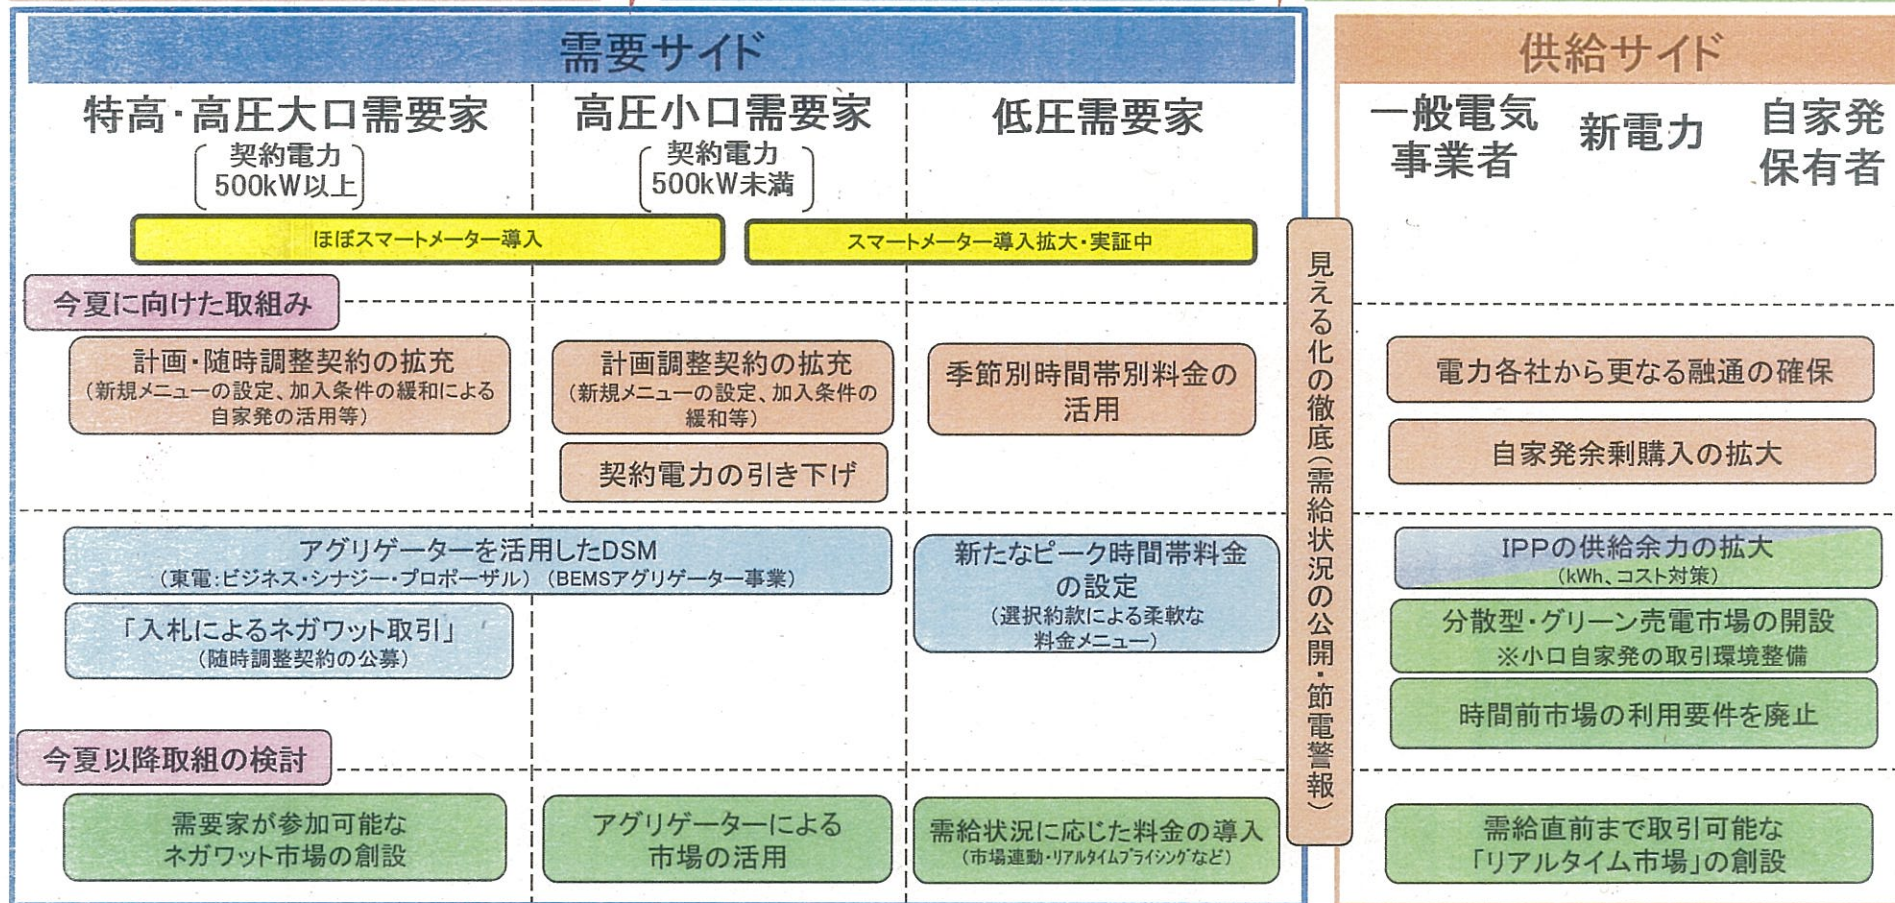 需要サイド
供給サイド
特高・高圧大口需要家
契約電力
500kW以上
高圧小口需要家
契約電力
500kW未満
低圧需要家
一般電気
事業者
新電力
自家発
保有者
ほぼスマートメーター導入
スマートメーター導入拡大・実証中
見える化の徹底(需給状況の公開・節電警報)
今夏に向けた取組み
計画・随時調整契約の拡充
(新規メニューの設定、加入条件の緩和による
自家発の活用等)
計画調整契約の拡充
(新規メニューの設定、加入条件の
緩和等)
契約電力の引き下げ
季節別時間帯別料金の
活用
電力各社から更なる融通の確保
自家発余剰購入の拡大
アグリゲーターを活用したDSM
(東電:ビジネス・シナジー・プロポーザル) (BEMSアグリゲーター事業)
「入札によるネガワット取引」
(随時調整契約の公募)
新たなピーク時間帯料金
の設定
(選択約款による柔軟な
料金メニュー)
IPPの供給余力の拡大
(kWh、コスト対策)
分散型・グリーン売電市場の開設
※小口自家発の取引環境整備
時間前市場の利用要件を廃止
今夏以降取組の検討
需要家が参加可能な
ネガワット市場の創設
アグリゲーターによる
市場の活用
需給状況に応じた料金の導入
(市場連動・リアルタイムプライシングなど)
需給直前まで取引可能な
「リアルタイム市場」の創設